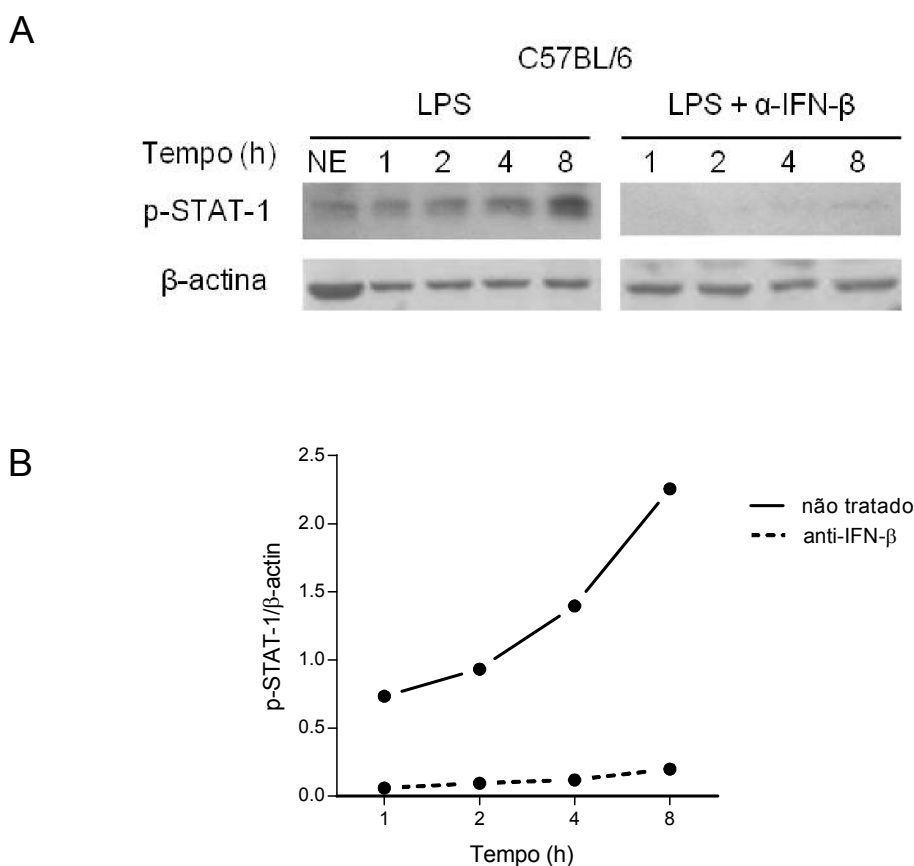 A
C57BL/6
LPS LPS + α-IFN-β
Tempo (h) NE 1 2 4 8 1 2 4 8
p-STAT-1
β-actina
B
2.5
2.0
1.5
1.0
0.5
0.0
p-STAT-1/β-actin
1 2 4 8
Tempo (h)
não tratado
anti-IFN-β